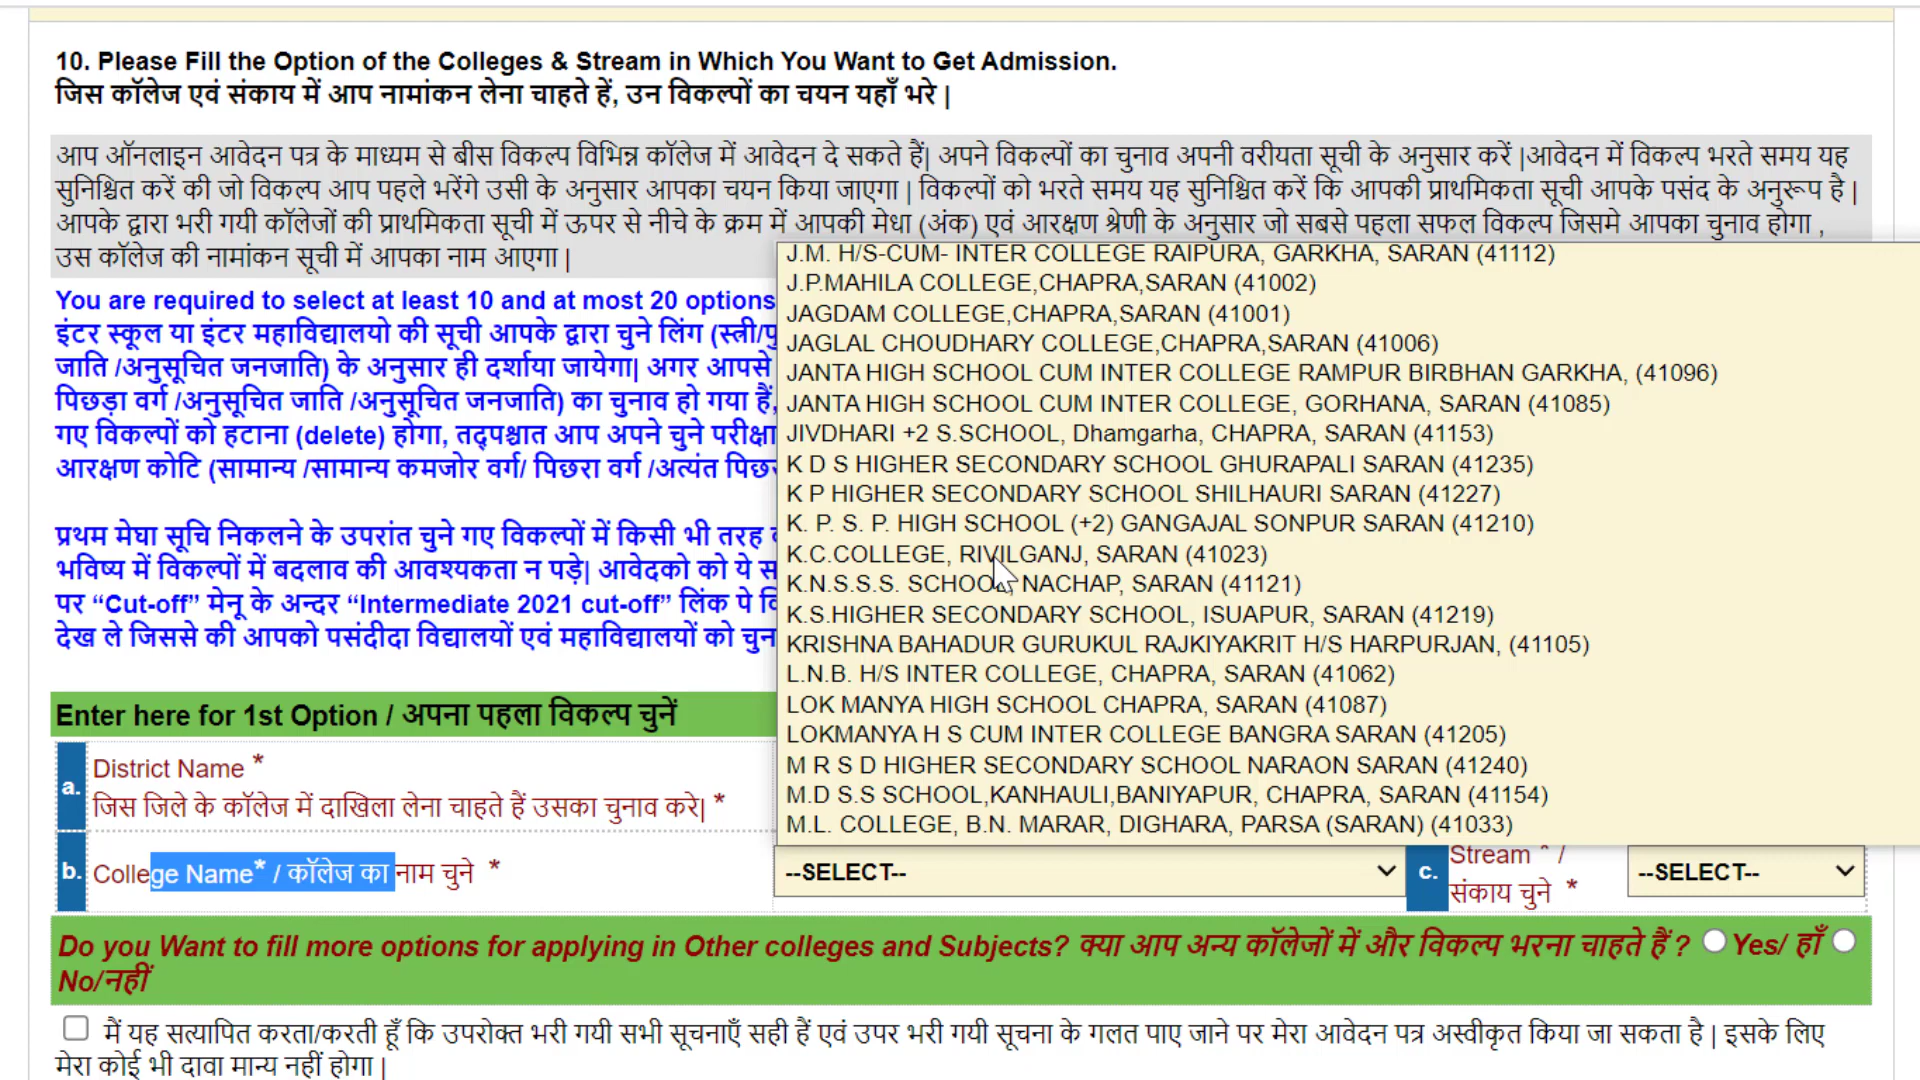 10. Please Fill the Option of the Colleges & Stream in Which You Want to Get Admission.
जिस कॉलेज एवं संकाय में आप नामांकन लेना चाहते हें, उन विकल्पों का चयन यहाँ भरे |
आप ऑनलाइन आवेदन पत्र के माध्यम से बीस विकल्प विभिन्न कॉलेज में आवेदन दे सकते हैं| अपने विकल्पों का चुनाव अपनी वरीयता सूची के अनुसार करें |आवेदन में विकल्प भरते समय यह
सुनिश्चित करें की जो विकल्प आप पहले भरेंगे उसी के अनुसार आपका चयन किया जाएगा | विकल्पों को भरते समय यह सुनिश्चित करें कि आपकी प्राथमिकता सूची आपके पसंद के अनुरूप है |
आपके द्वारा भरी गयी कॉलेजों की प्राथमिकता सूची में ऊपर से नीचे के क्रम में आपकी मेधा (अंक) एवं आरक्षण श्रेणी के अनुसार जो सबसे पहला सफल विकल्प जिसमे आपका चुनाव होगा ,
उस कॉलेज की नामांकन सूची में आपका नाम आएगा |
You are required to select at least 10 and at most 20 options
इंटर स्कूल या इंटर महाविद्यालयो की सूची आपके द्वारा चुने लिंग (स्त्री/पु
जाति /अनुसूचित जनजाति) के अनुसार ही दर्शाया जायेगा| अगर आपसे
पिछड़ा वर्ग /अनुसूचित जाति /अनुसूचित जनजाति) का चुनाव हो गया हैं,
गए विकल्पों को हटाना (delete) होगा, तद्पश्चात आप अपने चुने परीक्षा
आरक्षण कोटि (सामान्य /सामान्य कमजोर वर्ग/ पिछरा वर्ग /अत्यंत पिछर
प्रथम मेघा सूचि निकलने के उपरांत चुने गए विकल्पों में किसी भी तरह
भविष्य में विकल्पों में बदलाव की आवश्यकता न पड़े| आवेदको को ये स
पर “Cut-off” मेनू के अन्दर “Intermediate 2021 cut-off” लिंक पे
देख ले जिससे की आपको पसंदीदा विद्यालयों एवं महाविद्यालयों को चुन
J.M. H/S-CUM- INTER COLLEGE RAIPURA, GARKHA, SARAN (41112)
J.P.MAHILA COLLEGE,CHAPRA,SARAN (41002)
JAGDAM COLLEGE,CHAPRA,SARAN (41001)
JAGLAL CHOUDHARY COLLEGE,CHAPRA,SARAN (41006)
JANTA HIGH SCHOOL CUM INTER COLLEGE RAMPUR BIRBHAN GARKHA, (41096)
JANTA HIGH SCHOOL CUM INTER COLLEGE, GORHANA, SARAN (41085)
JIVDHARI +2 S.SCHOOL, Dhamgarha, CHAPRA, SARAN (41153)
K D S HIGHER SECONDARY SCHOOL GHURAPALI SARAN (41235)
K P HIGHER SECONDARY SCHOOL SHILHAURI SARAN (41227)
K. P. S. P. HIGH SCHOOL (+2) GANGAJAL SONPUR SARAN (41210)
K.C.COLLEGE, RIVILGANJ, SARAN (41023)
K.N.S.S.S. SCHOOL, NACHAP, SARAN (41121)
K.S.HIGHER SECONDARY SCHOOL, ISUAPUR, SARAN (41219)
KRISHNA BAHADUR GURUKUL RAJKIYAKRIT H/S HARPURJAN, (41105)
L.N.B. H/S INTER COLLEGE, CHAPRA, SARAN (41062)
LOK MANYA HIGH SCHOOL CHAPRA, SARAN (41087)
LOKMANYA H S CUM INTER COLLEGE BANGRA SARAN (41205)
M R S D HIGHER SECONDARY SCHOOL NARAON SARAN (41240)
M.D S.S SCHOOL,KANHAULI,BANIYAPUR, CHAPRA, SARAN (41154)
M.L. COLLEGE, B.N. MARAR, DIGHARA, PARSA (SARAN) (41033)
Enter here for 1st Option / अपना पहला विकल्प चुनें
a. District Name *
जिस जिले के कॉलेज में दाखिला लेना चाहते हैं उसका चुनाव करे| *
b. College Name* / कॉलेज का नाम चुने *
--SELECT--
c. Stream * /
संकाय चुने *
--SELECT--
Do you Want to fill more options for applying in Other colleges and Subjects? क्या आप अन्य कॉलेजों में और विकल्प भरना चाहते हैं ? Yes/ हाँ
No/नहीं
मैं यह सत्यापित करता/करती हूँ कि उपरोक्त भरी गयी सभी सूचनाएँ सही हैं एवं उपर भरी गयी सूचना के गलत पाए जाने पर मेरा आवेदन पत्र अस्वीकृत किया जा सकता है | इसके लिए
मेरा कोई भी दावा मान्य नहीं होगा |